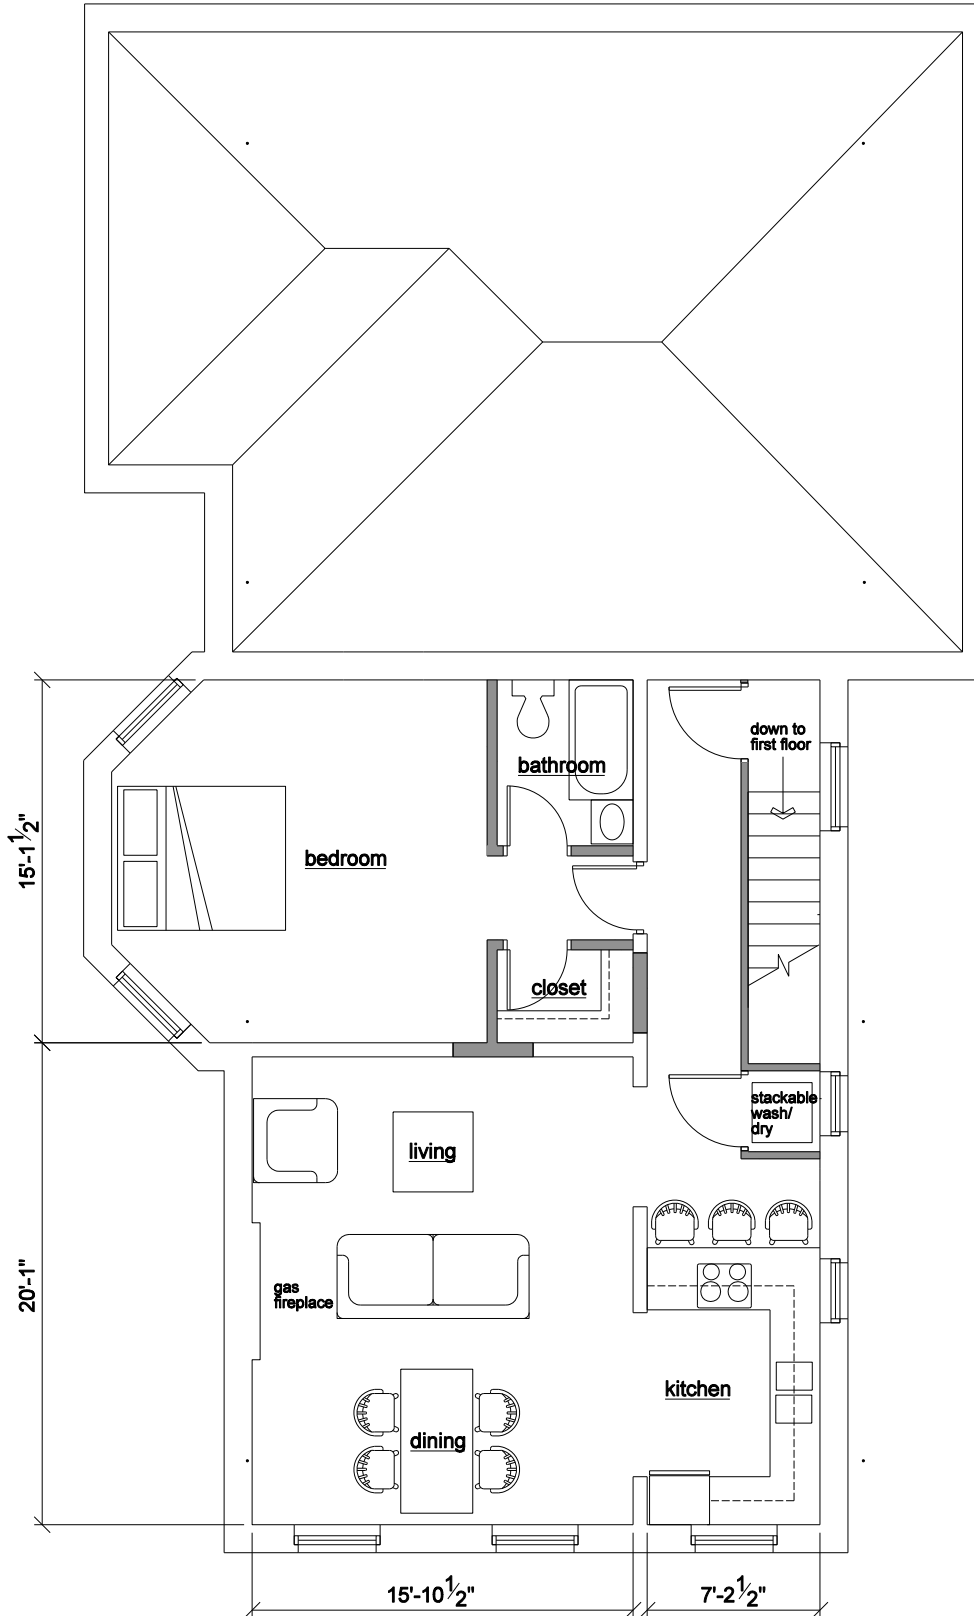 down to
first floor
bathroom
15'-1 1/2"
bedroom
closet
stackable
wash/
dry
living
20'-1"
gas
fireplace
kitchen
dining
15'-10 1/2"
7'-2 1/2"